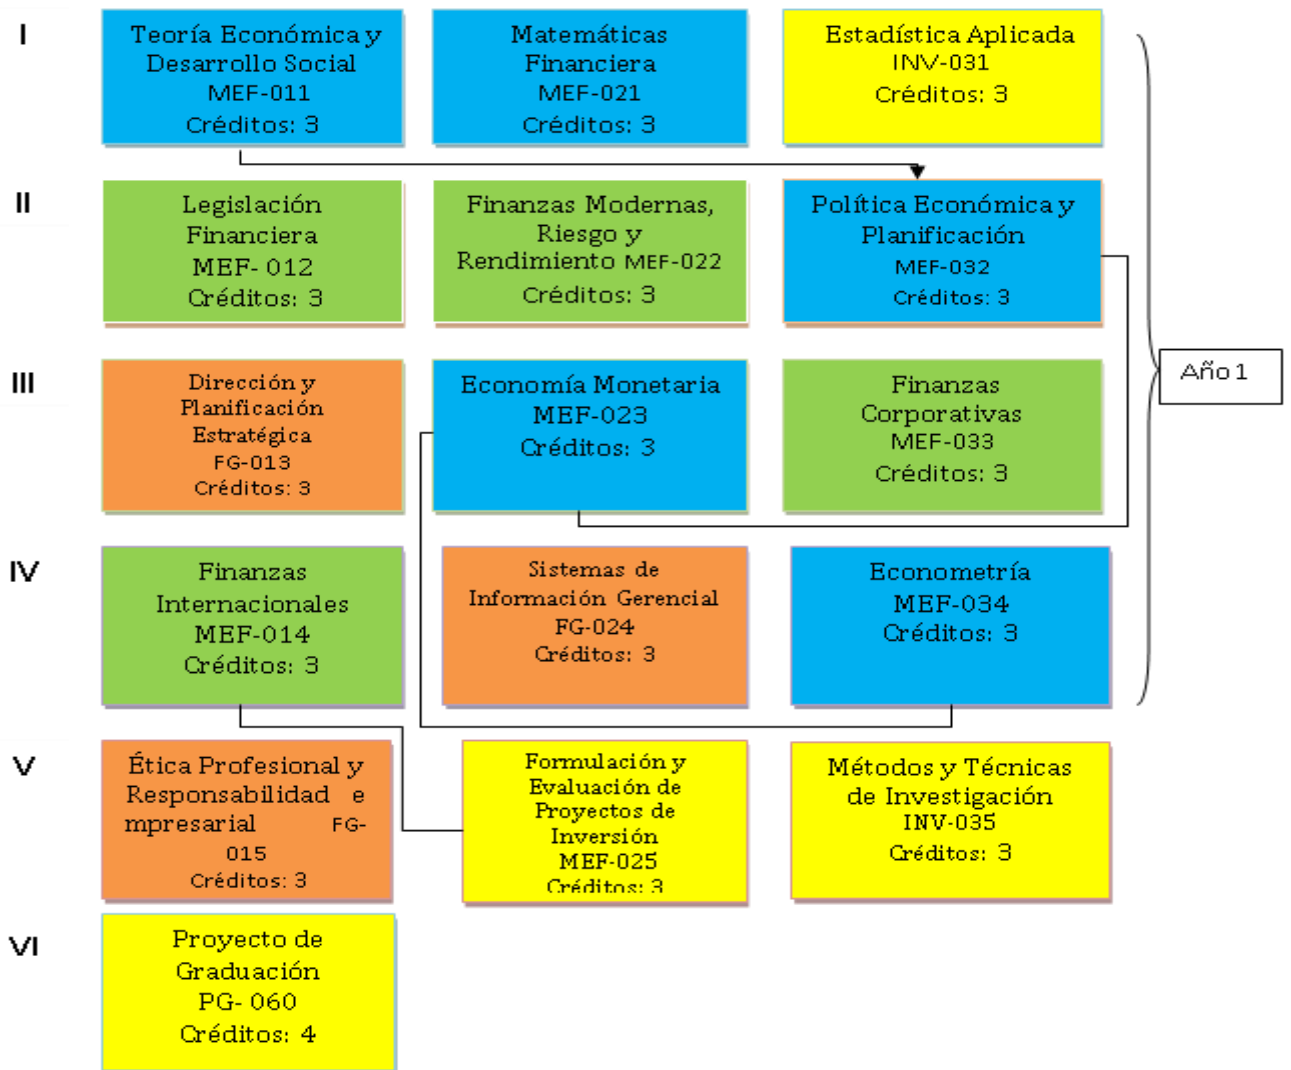 I
Teoría Económica y
Desarrollo Social
MEF-011
Créditos: 3
Matemáticas
Financiera
MEF-021
Créditos: 3
Estadística Aplicada
INV-031
Créditos: 3
II
Legislación
Financiera
MEF- 012
Créditos: 3
Finanzas Modernas,
Riesgo y
Rendimiento MEF-022
Créditos: 3
Política Económica y
Planificación
MEF-032
Créditos: 3
III
Dirección y
Planificación
Estratégica
FG-013
Créditos: 3
Economía Monetaria
MEF-023
Créditos: 3
Finanzas
Corporativas
MEF-033
Créditos: 3
Año 1
IV
Finanzas
Internacionales
MEF-014
Créditos: 3
Sistemas de
Información Gerencial
FG-024
Créditos: 3
Econometría
MEF-034
Créditos: 3
V
Ética Profesional y
Responsabilidad e
mpresarial FG-
015
Créditos: 3
Formulación y
Evaluación de
Proyectos de
Inversión
MEF-025
Créditos: 3
Métodos y Técnicas
de Investigación
INV-035
Créditos: 3
VI
Proyecto de
Graduación
PG- 060
Créditos: 4